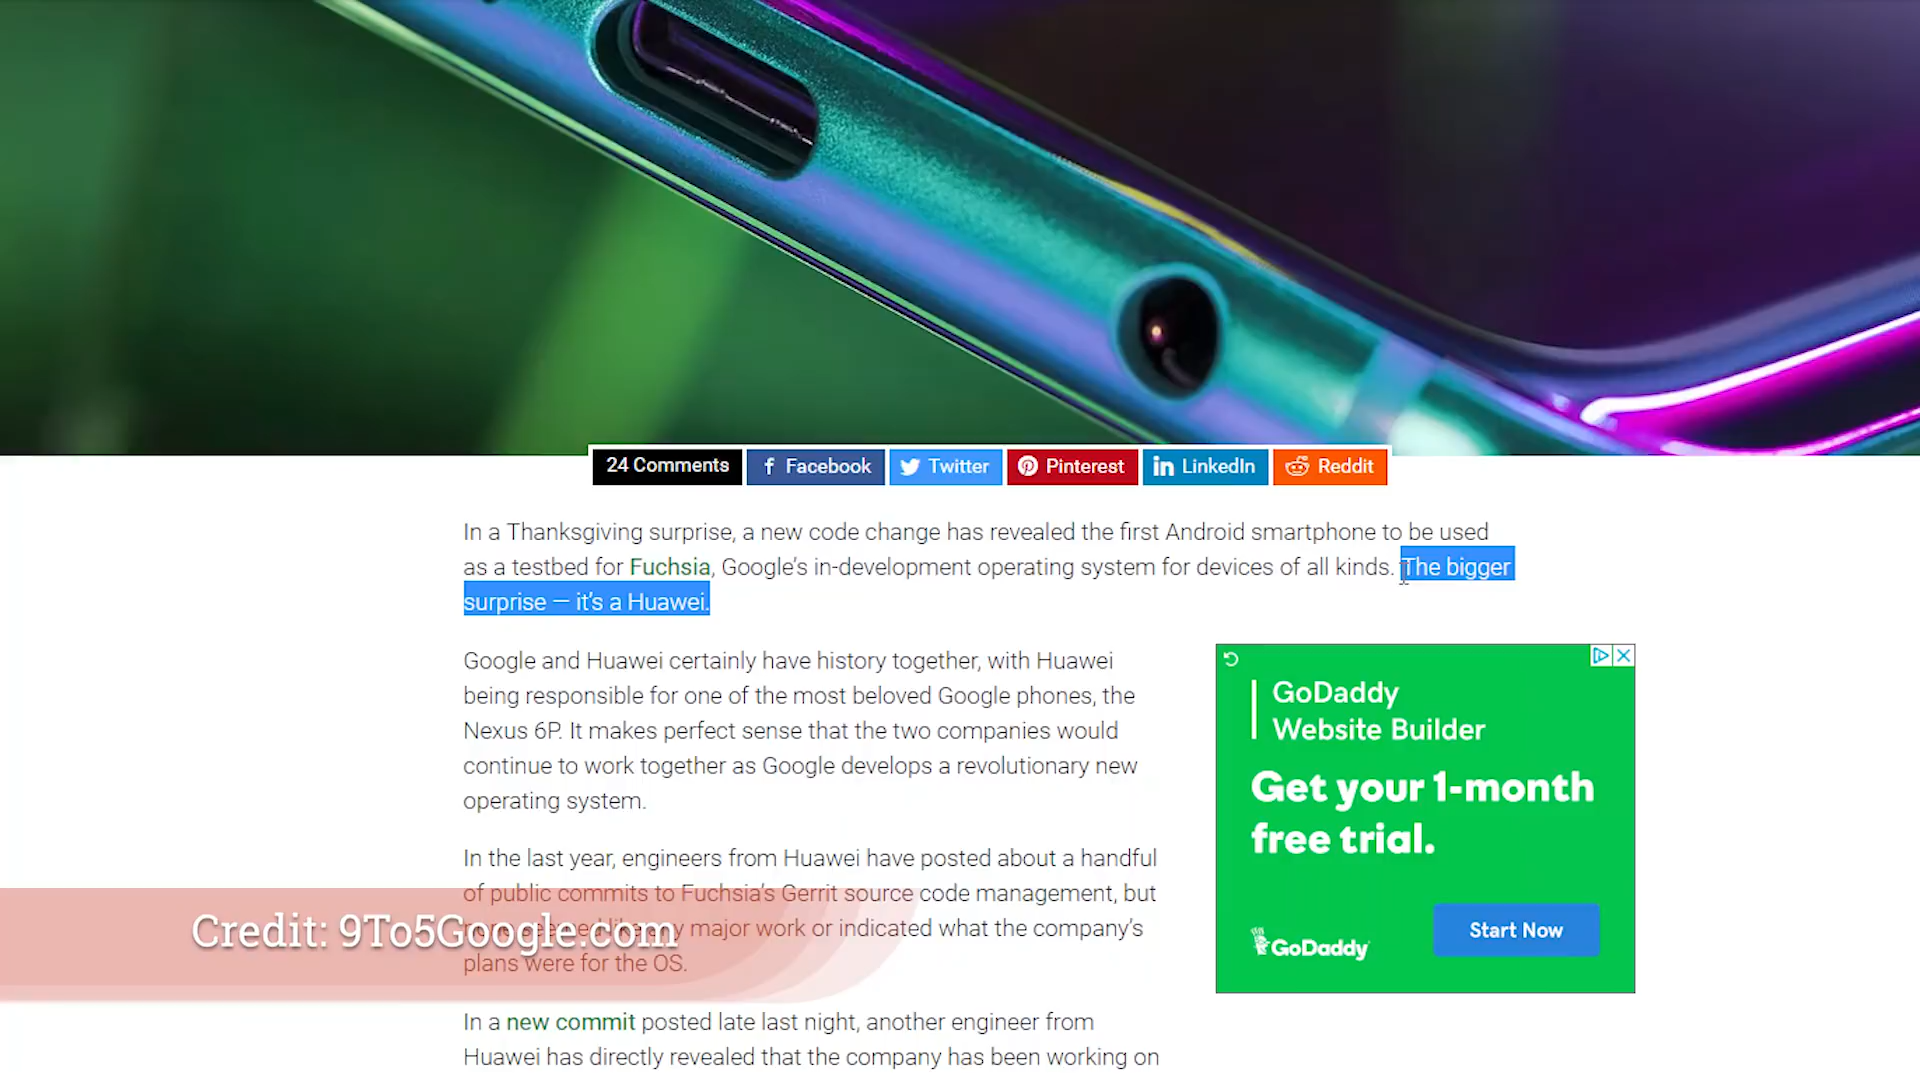 24 Comments
Facebook
Twitter
Pinterest
LinkedIn
Reddit
In a Thanksgiving surprise, a new code change has revealed the first Android smartphone to be used
as a testbed for Fuchsia, Google's in-development operating system for devices of all kinds. The bigger
surprise — it's a Huawei.
Google and Huawei certainly have history together, with Huawei
being responsible for one of the most beloved Google phones, the
Nexus 6P. It makes perfect sense that the two companies would
continue to work together as Google develops a revolutionary new
operating system.
In the last year, engineers from Huawei have posted about a handful
of public commits to Fuchsia's Gerrit source code management, but
major work or indicated what the company's
plans were for the OS.
In a new commit posted late last night, another engineer from
Huawei has directly revealed that the company has been working on
GoDaddy
Website Builder
Get your 1-month
free trial.
GoDaddy
Start Now
Credit: 9To5Google.com